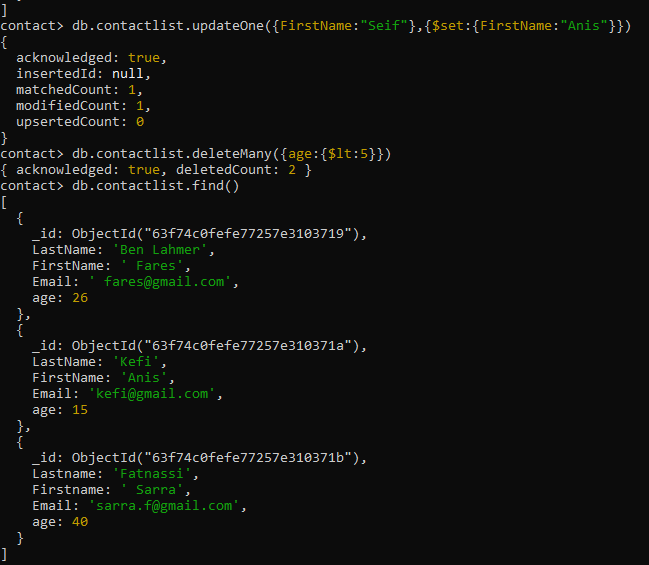 ]
contact> db.contactlist.updateOne({FirstName:"Seif"},{$set:{FirstName:"Anis"}})
{
  acknowledged: true,
  insertedId: null,
  matchedCount: 1,
  modifiedCount: 1,
  upsertedCount: 0
}
contact> db.contactlist.deleteMany({age:{$lt:5}})
{ acknowledged: true, deletedCount: 2 }
contact> db.contactlist.find()
[
  {
    _id: ObjectId("63f74c0fefe77257e3103719"),
    LastName: 'Ben Lahmer',
    FirstName: ' Fares',
    Email: ' fares@gmail.com',
    age: 26
  },
  {
    _id: ObjectId("63f74c0fefe77257e310371a"),
    LastName: 'Kefi',
    FirstName: 'Anis',
    Email: 'kefi@gmail.com',
    age: 15
  },
  {
    _id: ObjectId("63f74c0fefe77257e310371b"),
    Lastname: 'Fatnassi',
    Firstname: ' Sarra',
    Email: 'sarra.f@gmail.com',
    age: 40
  }
]